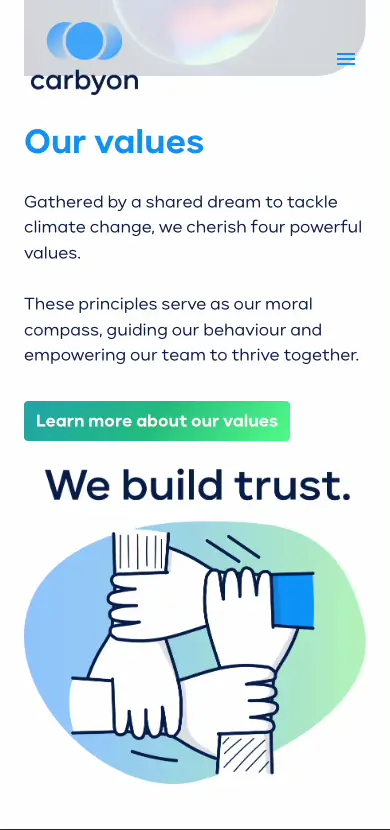 carbyon
Our values
Gathered by a shared dream to tackle
climate change, we cherish four powerful
values.
These principles serve as our moral
compass, guiding our behaviour and
empowering our team to thrive together.
Learn more about our values
We build trust.